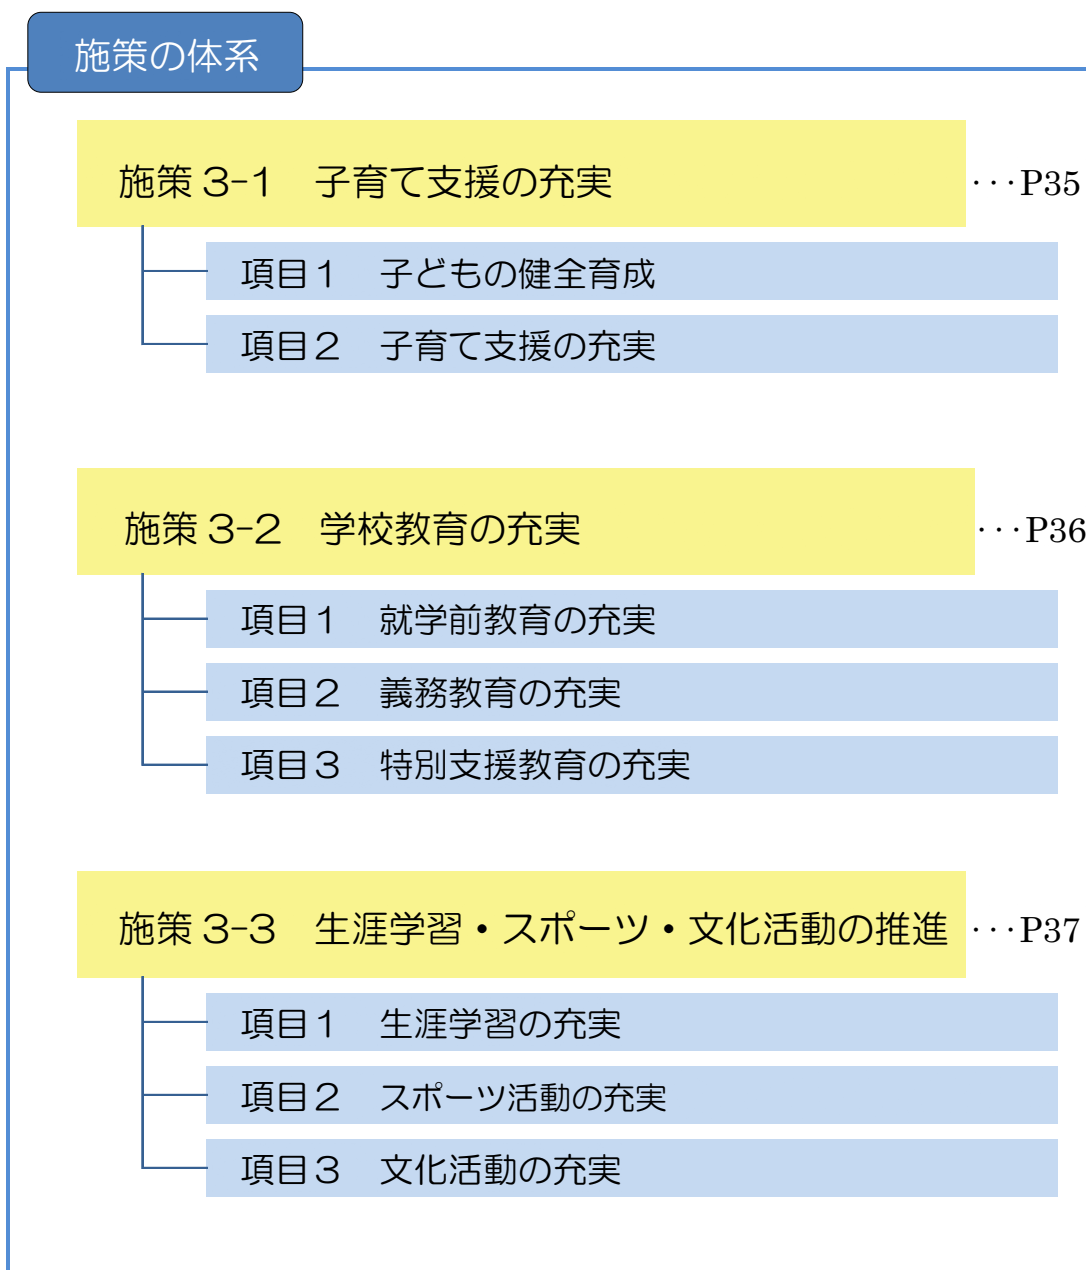 施策の体系
施策 3-1　子育て支援の充実 ···P35
項目1　子どもの健全育成
項目2　子育て支援の充実
施策 3-2　学校教育の充実 ···P36
項目1　就学前教育の充実
項目2　義務教育の充実
項目3　特別支援教育の充実
施策 3-3　生涯学習・スポーツ・文化活動の推進 ···P37
項目1　生涯学習の充実
項目2　スポーツ活動の充実
項目3　文化活動の充実